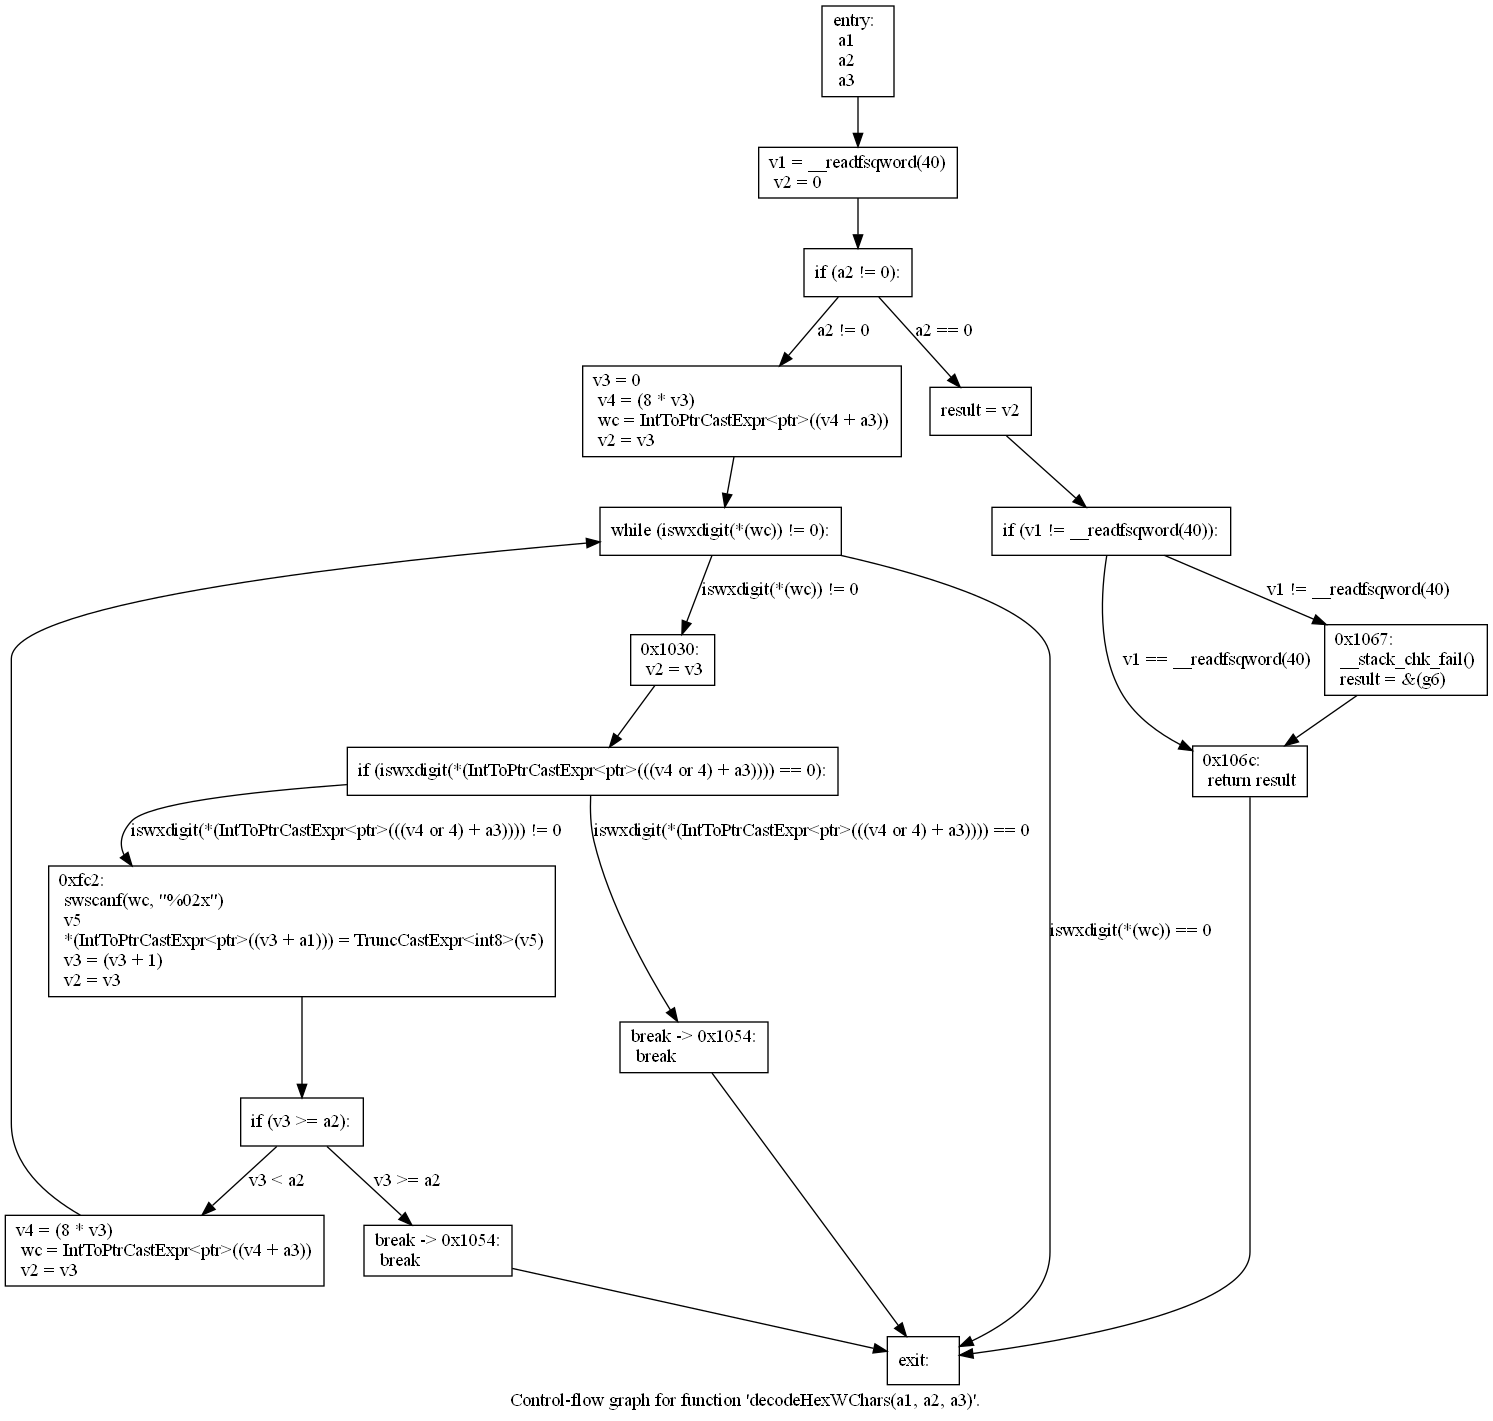 entry:
a1
a2
a3
v1 = __readfsqword(40)
v2 = 0
if (a2 != 0):
a2 != 0
a2 == 0
v3 = 0
v4 = (8 * v3)
wc = IntToPtrCastExpr<ptr>((v4 + a3))
v2 = v3
result = v2
while (iswxdigit(*(wc)) != 0):
if (v1 != __readfsqword(40)):
iswxdigit(*(wc)) != 0
v1 != __readfsqword(40)
0x1030:
v2 = v3
v1 == __readfsqword(40)
0x1067:
__stack_chk_fail()
result = &(g6)
if (iswxdigit(*(IntToPtrCastExpr<ptr>(((v4 or 4) + a3)))) == 0):
0x106c:
return result
iswxdigit(*(IntToPtrCastExpr<ptr>(((v4 or 4) + a3)))) != 0
iswxdigit(*(IntToPtrCastExpr<ptr>(((v4 or 4) + a3)))) == 0
0xfc2:
swscanf(wc, "%02x")
v5
*(IntToPtrCastExpr<ptr>((v3 + a1))) = TruncCastExpr<int8>(v5)
v3 = (v3 + 1)
v2 = v3
iswxdigit(*(wc)) == 0
break -> 0x1054:
break
if (v3 >= a2):
v3 < a2
v3 >= a2
v4 = (8 * v3)
wc = IntToPtrCastExpr<ptr>((v4 + a3))
v2 = v3
break -> 0x1054:
break
exit:
Control-flow graph for function 'decodeHexWChars(a1, a2, a3)'.